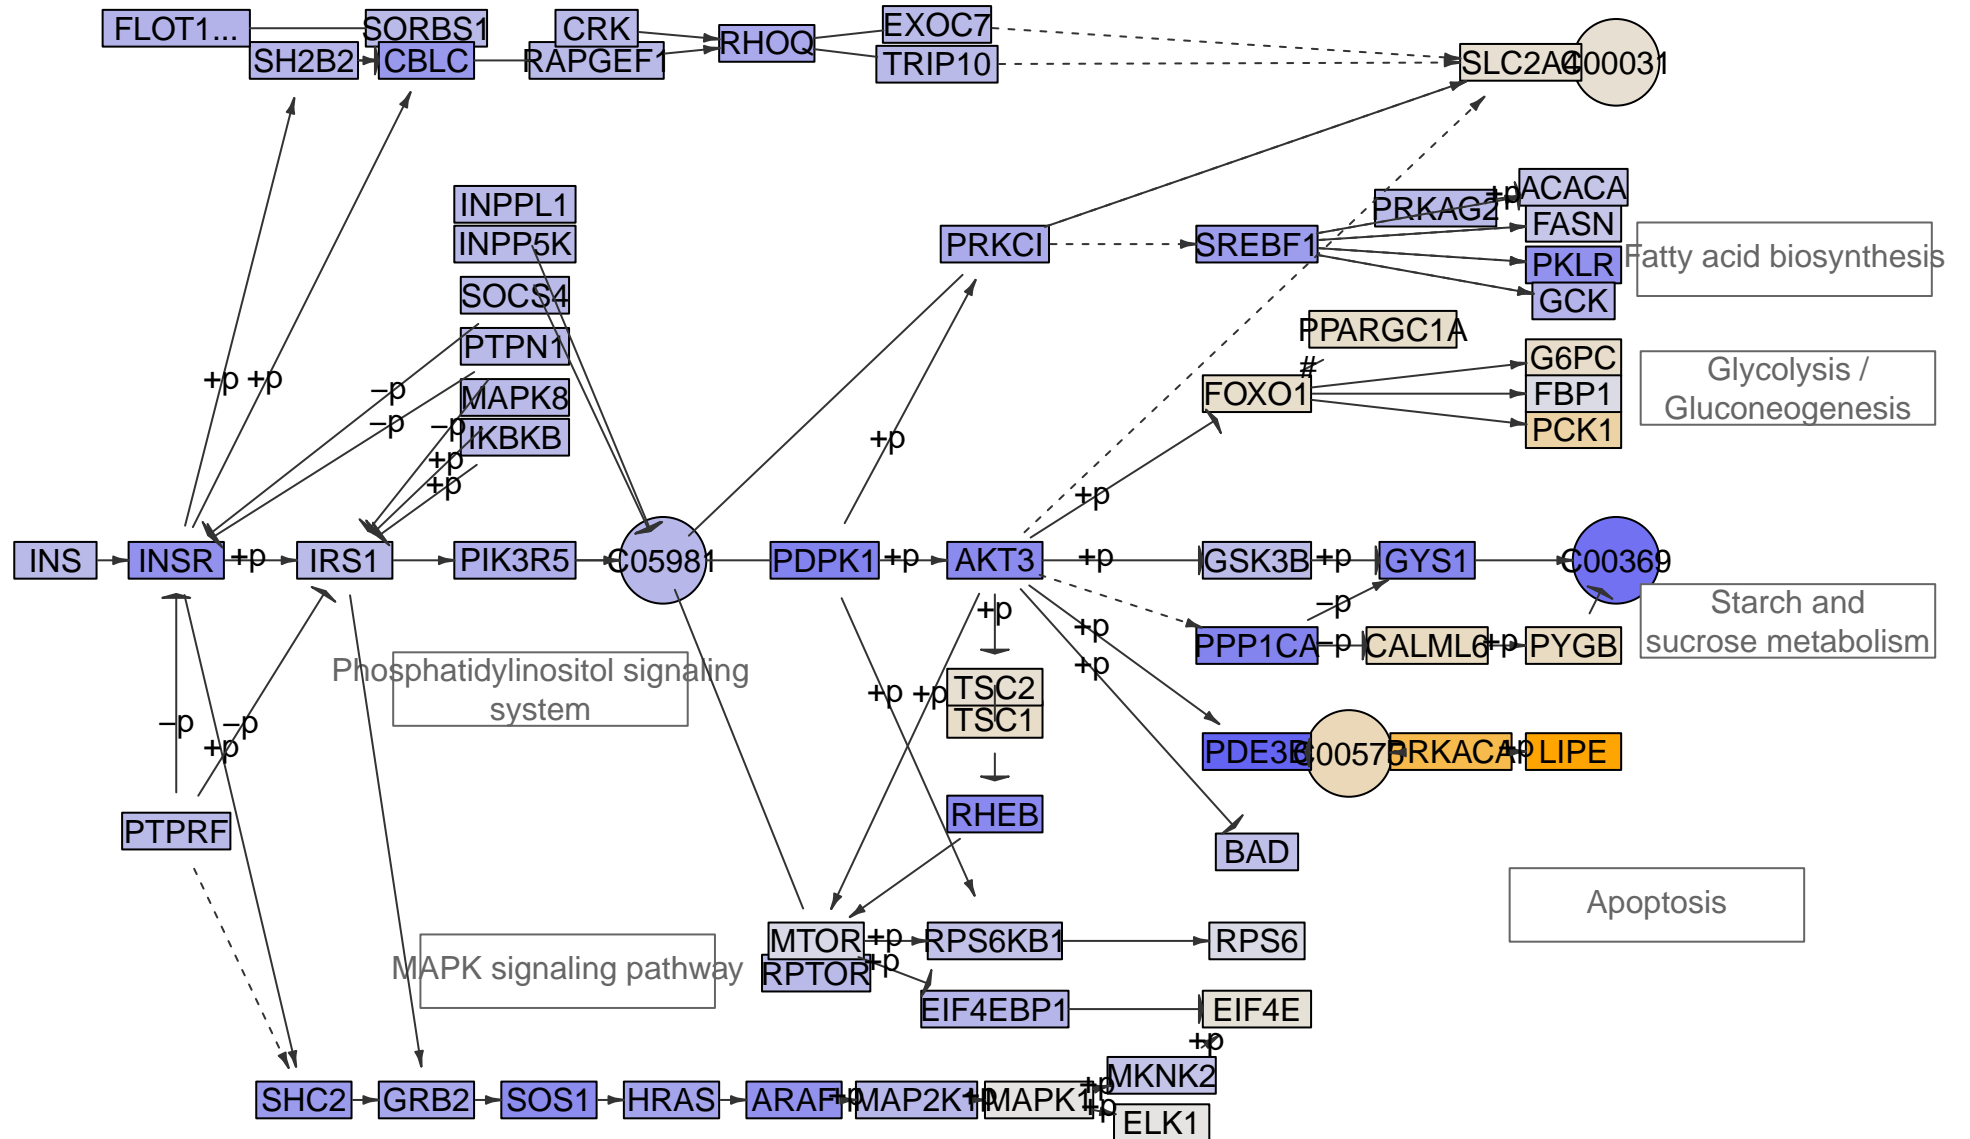 FLOT1...
SORBS1
CRK
EXOC7
RHOQ
SH2B2
CBLC
RAPGEF1
TRIP10
SLC2A4
C00031
INPPL1
INPP5K
SOCS4
PTPN1
MAPK8
IKBKB
PRKCI
SREBF1
PRKAG2
+p
ACACA
FASN
PKLR
GCK
Fatty acid biosynthesis
PPARGC1A
#
FOXO1
G6PC
FBP1
PCK1
Glycolysis /
Gluconeogenesis
+p
+p
−p
−p
−p
+p
+p
+p
+p
INS
INSR
+p
IRS1
PIK3R5
C05981
PDPK1
+p
AKT3
+p
GSK3B
+p
GYS1
C00369
−p
Starch and
sucrose metabolism
+p
+p
+p
PPP1CA
−p
CALML6
+p
PYGB
Phosphatidylinositol signaling
system
+p
+p
TSC2
TSC1
−p
−p
+p
PDE3B
C00575
PRKACA
+p
LIPE
PTPRF
RHEB
BAD
Apoptosis
MAPK signaling pathway
MTOR
+p
RPS6KB1
RPS6
RPTOR
+p
EIF4EBP1
EIF4E
+p
SHC2
GRB2
SOS1
HRAS
ARAF
+p
MAP2K1
+p
MAPK1
+p
MKNK2
+p
ELK1